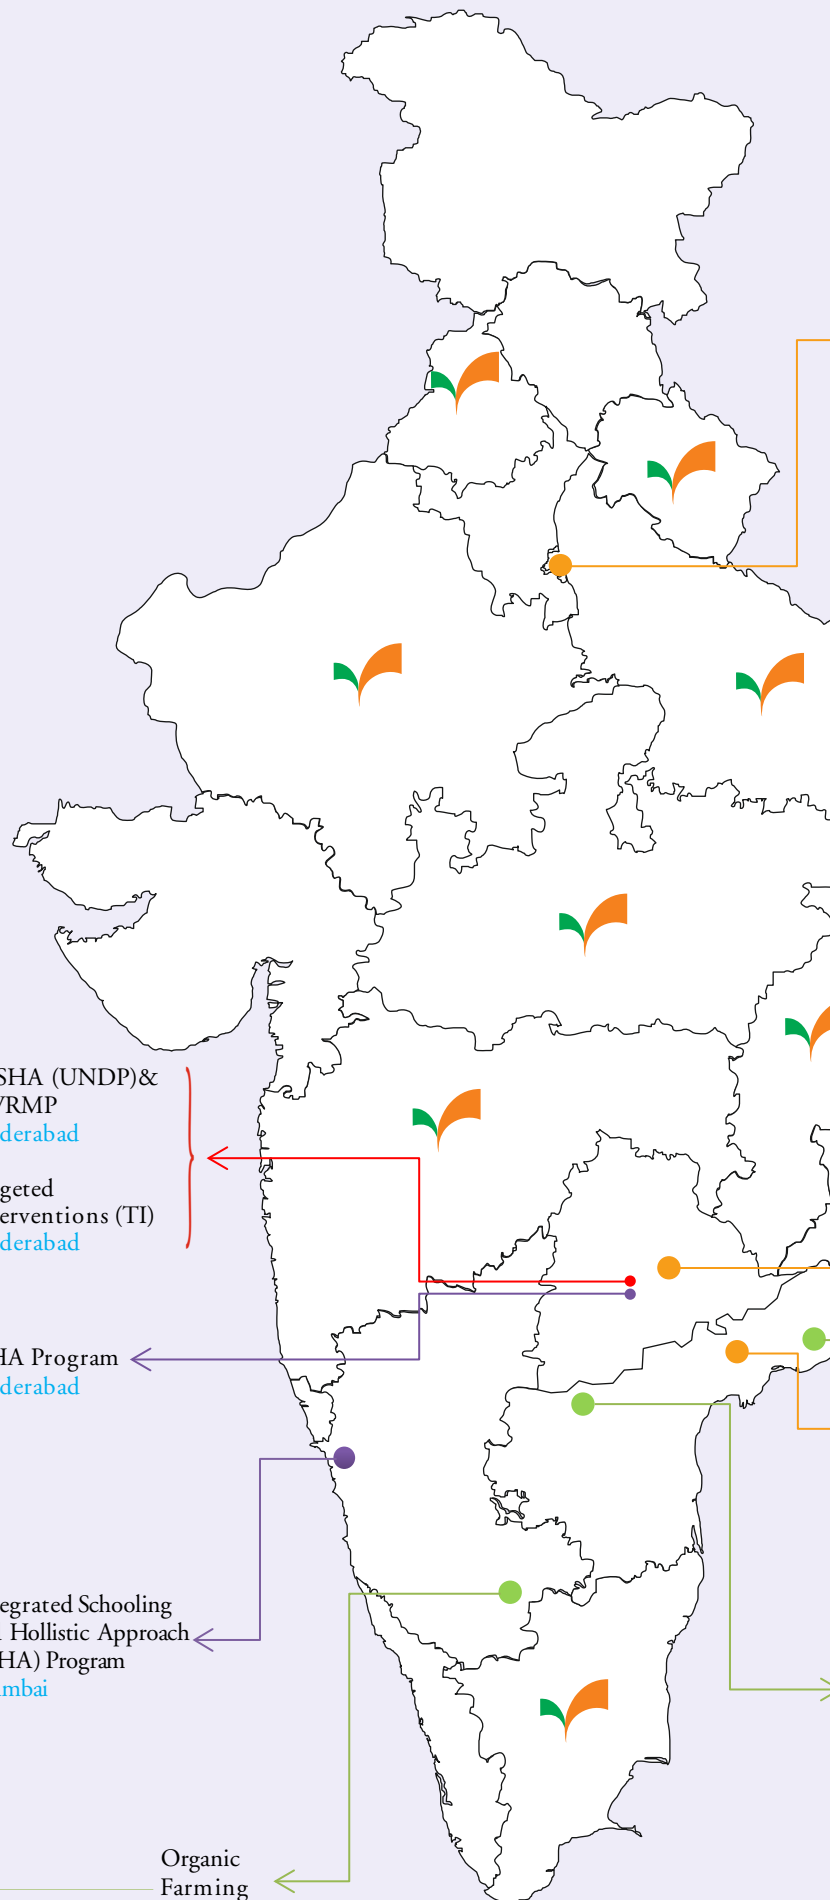 SHA (UNDP)&
VRMP
derabad
geted
erventions (TI)
derabad
HA Program
derabad
tegrated Schooling
Hollistic Approach
HA) Program
mbai
Organic
Farming